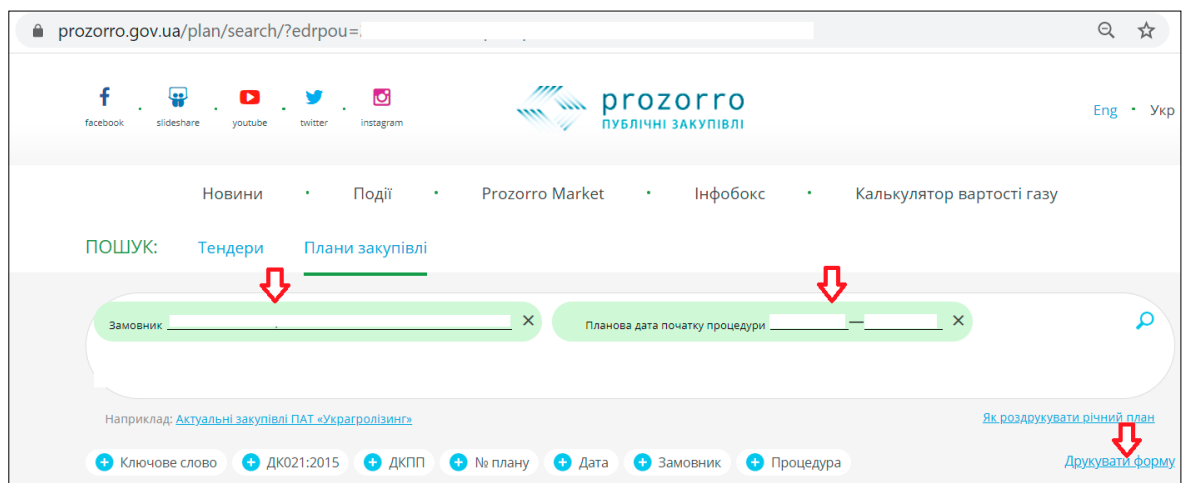 prozorro.gov.ua/plan/search/?edrpou=
facebook slideshare youtube twitter instagram
prozorro
ПУБЛІЧНІ ЗАКУПІВЛІ
Eng · Укр
Новини · Події · Prozorro Market · Інфобокс · Калькулятор вартості газу
ПОШУК: Тендери Плани закупівлі
Замовник Планова дата початку процедури —
Наприклад: Актуальні закупівлі ПАТ «Украгролізинг» Як роздрукувати річний план
Ключове слово ДК021:2015 ДКПП № плану Дата Замовник Процедура Друкувати форму